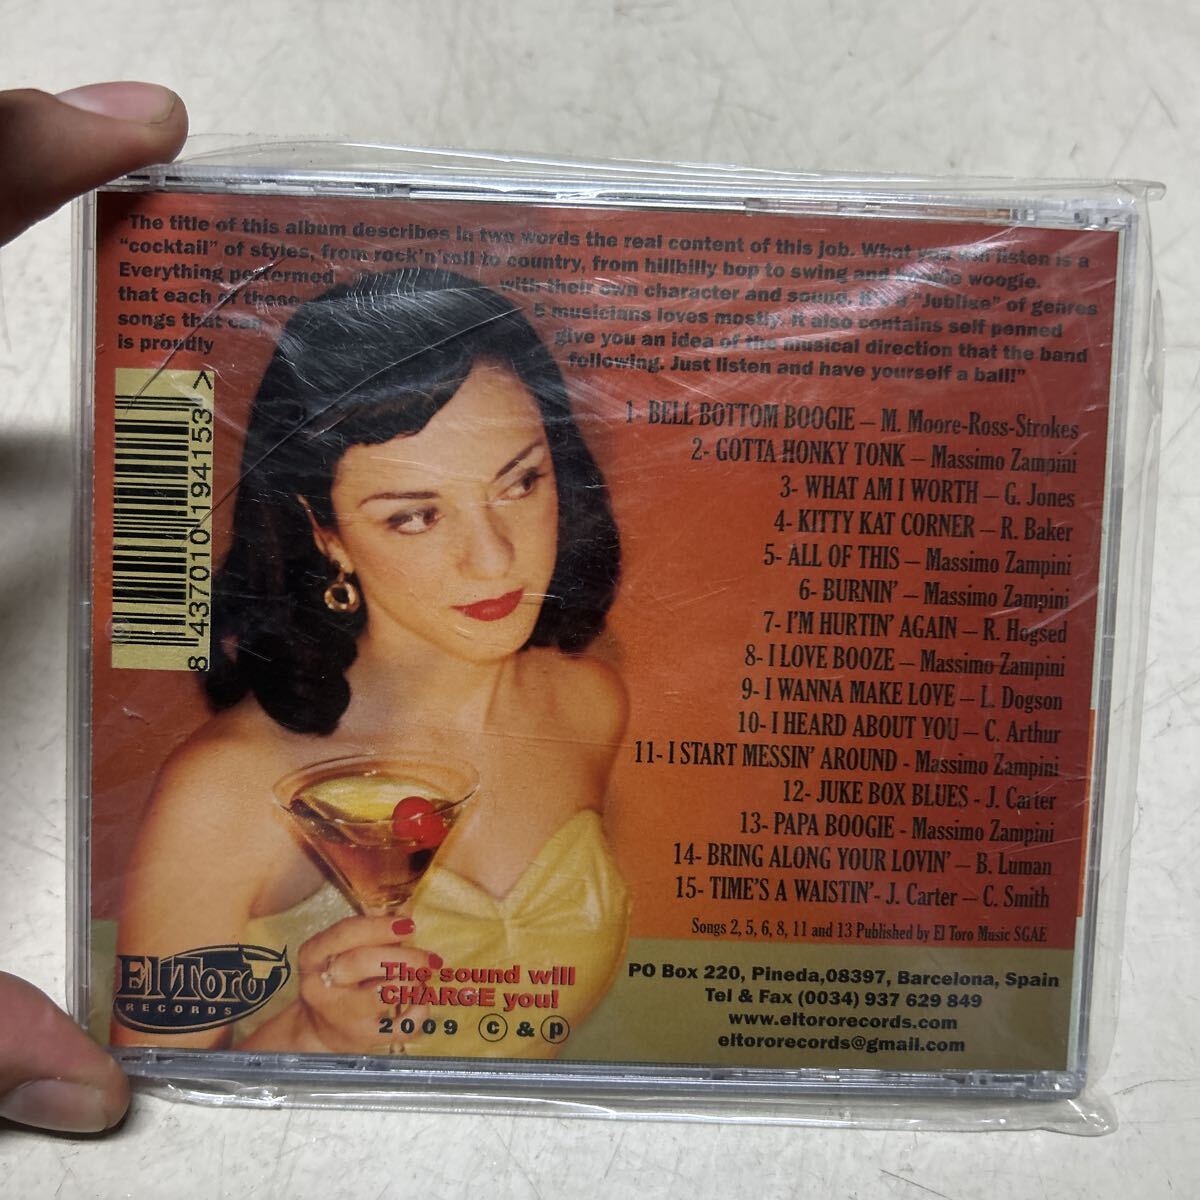 "The title of this album describes in two words the real content of this job. What you can listen is a
"cocktail" of styles, from rock'n'roll to country, from hillbilly bop to swing and boogie woogie.
Everything performed with their own character and sound. It's a "Jublise" of genres
that each of these 5 musicians loves mostly. It also contains self penned
songs that can give you an idea of the musical direction that the band
is proudly following. Just listen and have yourself a ball!"
1- BELL BOTTOM BOOGIE – M. Moore-Ross-Strokes
2- GOTTA HONKY TONK – Massimo Zampini
3- WHAT AM I WORTH – G. Jones
4- KITTY KAT CORNER – R. Baker
5- ALL OF THIS – Massimo Zampini
6- BURNIN' – Massimo Zampini
7- I'M HURTIN' AGAIN – R. Hogsed
8- I LOVE BOOZE – Massimo Zampini
9- I WANNA MAKE LOVE – L. Dogson
10- I HEARD ABOUT YOU – C. Arthur
11- I START MESSIN' AROUND - Massimo Zampini
12- JUKE BOX BLUES - J. Carter
13- PAPA BOOGIE - Massimo Zampini
14- BRING ALONG YOUR LOVIN' – B. Luman
15- TIME'S A WAISTIN'- J. Carter – C. Smith
Songs 2, 5, 6, 8, 11 and 13 Published by El Toro Music SGAE
8 437010 194153 >
El Toro
RECORDS
The sound will
CHARGE you!
2009 © & ℗
PO Box 220, Pineda,08397, Barcelona, Spain
Tel & Fax (0034) 937 629 849
www.eltororecords.com
eltororecords@gmail.com